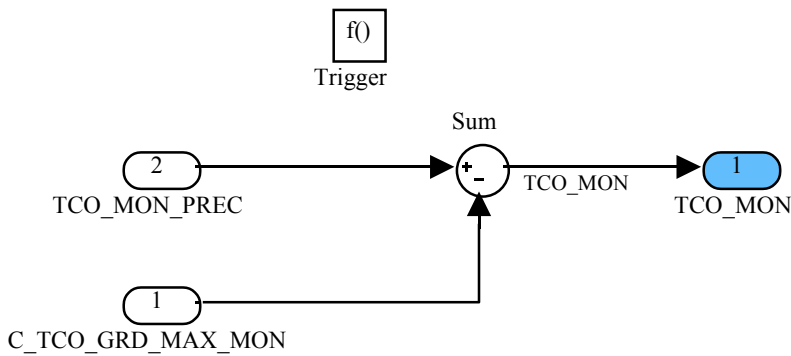 f()
Trigger
Sum
2
+
−
1
TCO_MON
TCO_MON_PREC
TCO_MON
1
C_TCO_GRD_MAX_MON